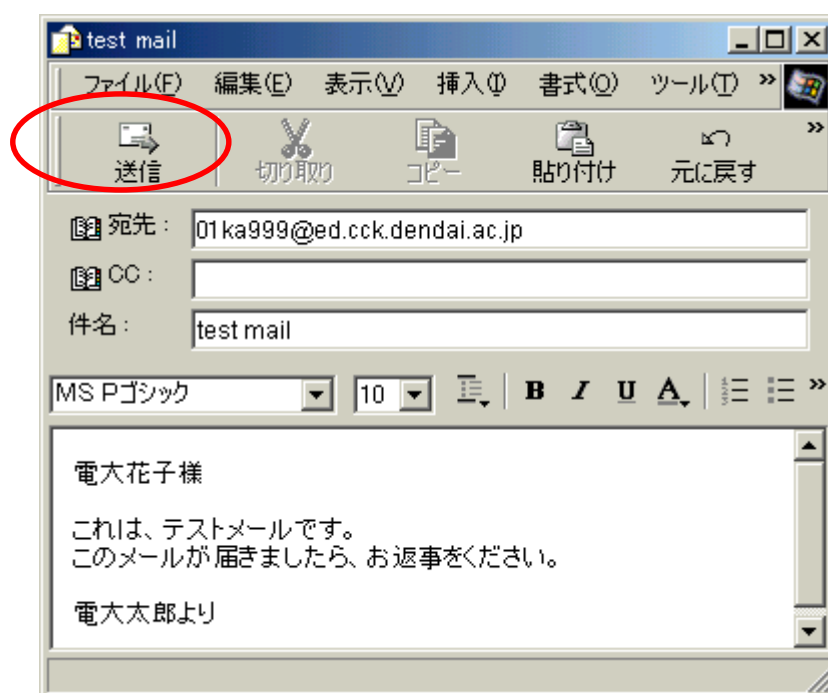 test mail
ファイル(F) 編集(E) 表示(V) 挿入(I) 書式(O) ツール(T) »
送信 切り取り コピー 貼り付け 元に戻す »
宛先: 01ka999@ed.cck.dendai.ac.jp
CC:
件名: test mail
MS Pゴシック 10 B I U A »
電大花子様
これは、テストメールです。
このメールが届きましたら、お返事をください。
電大太郎より